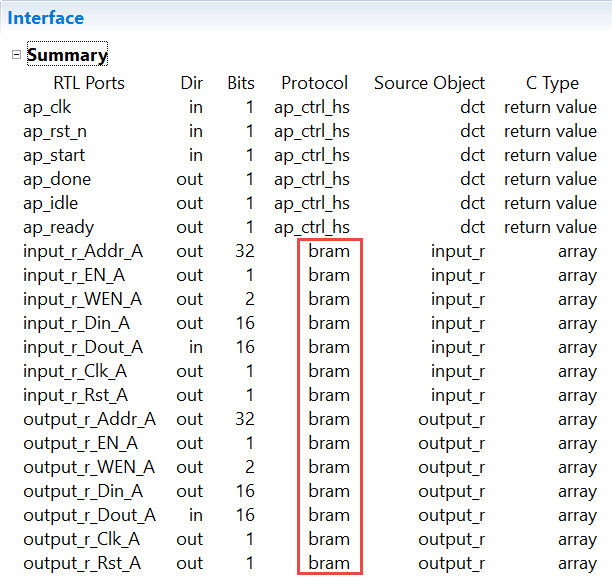 Interface
Summary
RTL Ports Dir Bits Protocol Source Object C Type
ap_clk in 1 ap_ctrl_hs dct return value
ap_rst_n in 1 ap_ctrl_hs dct return value
ap_start in 1 ap_ctrl_hs dct return value
ap_done out 1 ap_ctrl_hs dct return value
ap_idle out 1 ap_ctrl_hs dct return value
ap_ready out 1 ap_ctrl_hs dct return value
input_r_Addr_A out 32 bram input_r array
input_r_EN_A out 1 bram input_r array
input_r_WEN_A out 2 bram input_r array
input_r_Din_A out 16 bram input_r array
input_r_Dout_A in 16 bram input_r array
input_r_Clk_A out 1 bram input_r array
input_r_Rst_A out 1 bram input_r array
output_r_Addr_A out 32 bram output_r array
output_r_EN_A out 1 bram output_r array
output_r_WEN_A out 2 bram output_r array
output_r_Din_A out 16 bram output_r array
output_r_Dout_A in 16 bram output_r array
output_r_Clk_A out 1 bram output_r array
output_r_Rst_A out 1 bram output_r array